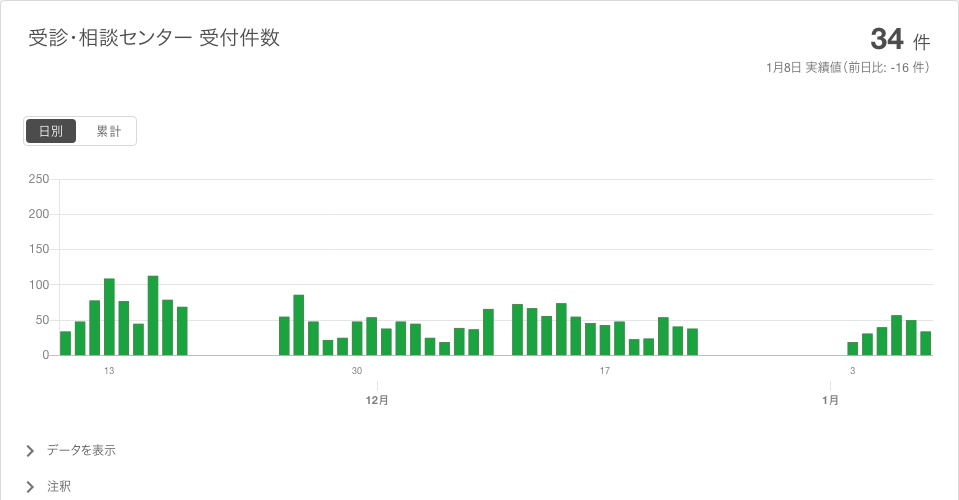 受診・相談センター 受付件数
34 件
1月8日 実績値（前日比: -16 件）
日別 累計
250
200
150
100
50
0
13 30 17 3
12月 1月
データを表示
注釈